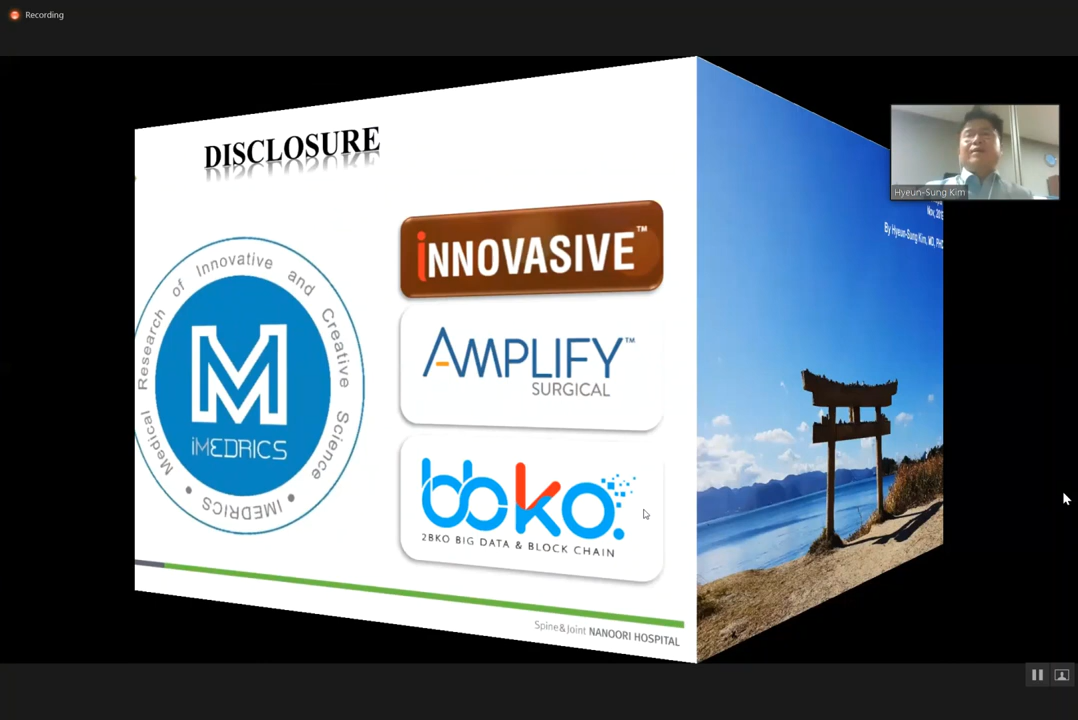 Recording
DISCLOSURE
Medical Research of Innovative and Creative Science
M
iMEDRICS
• IMEDRICS •
iNNOVASIVE™
AMPLIFY™
SURGICAL
bbko.
2BKO BIG DATA & BLOCK CHAIN
Spine&Joint NANOORI HOSPITAL
Hyeun-Sung Kim
By Hyeun-Sung Kim, MD, PHD